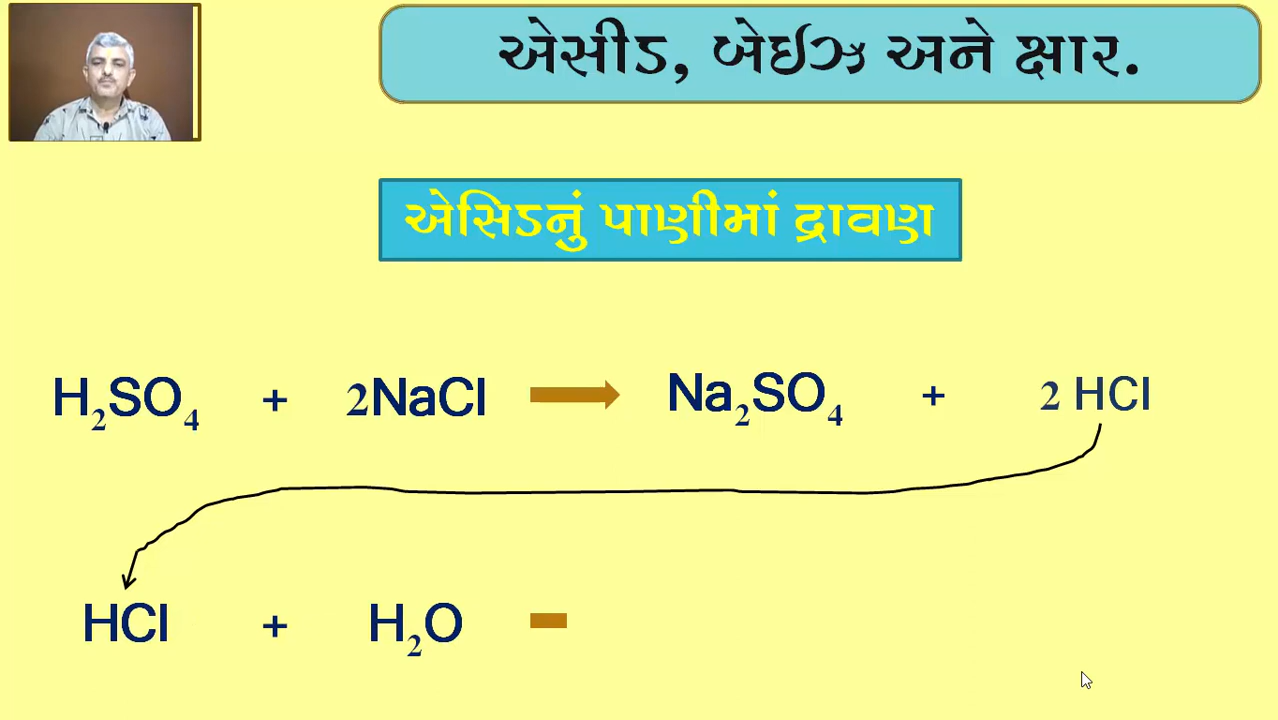 એસીડ, બેઈઝ અને ક્ષાર.
એસિડનું પાણીમાં દ્રાવણ
H₂SO₄ + 2NaCl → Na₂SO₄ + 2 HCl
HCl + H₂O